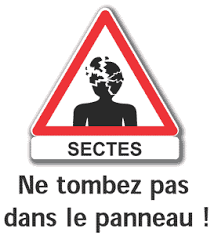 SECTES
Ne tombez pas
dans le panneau !